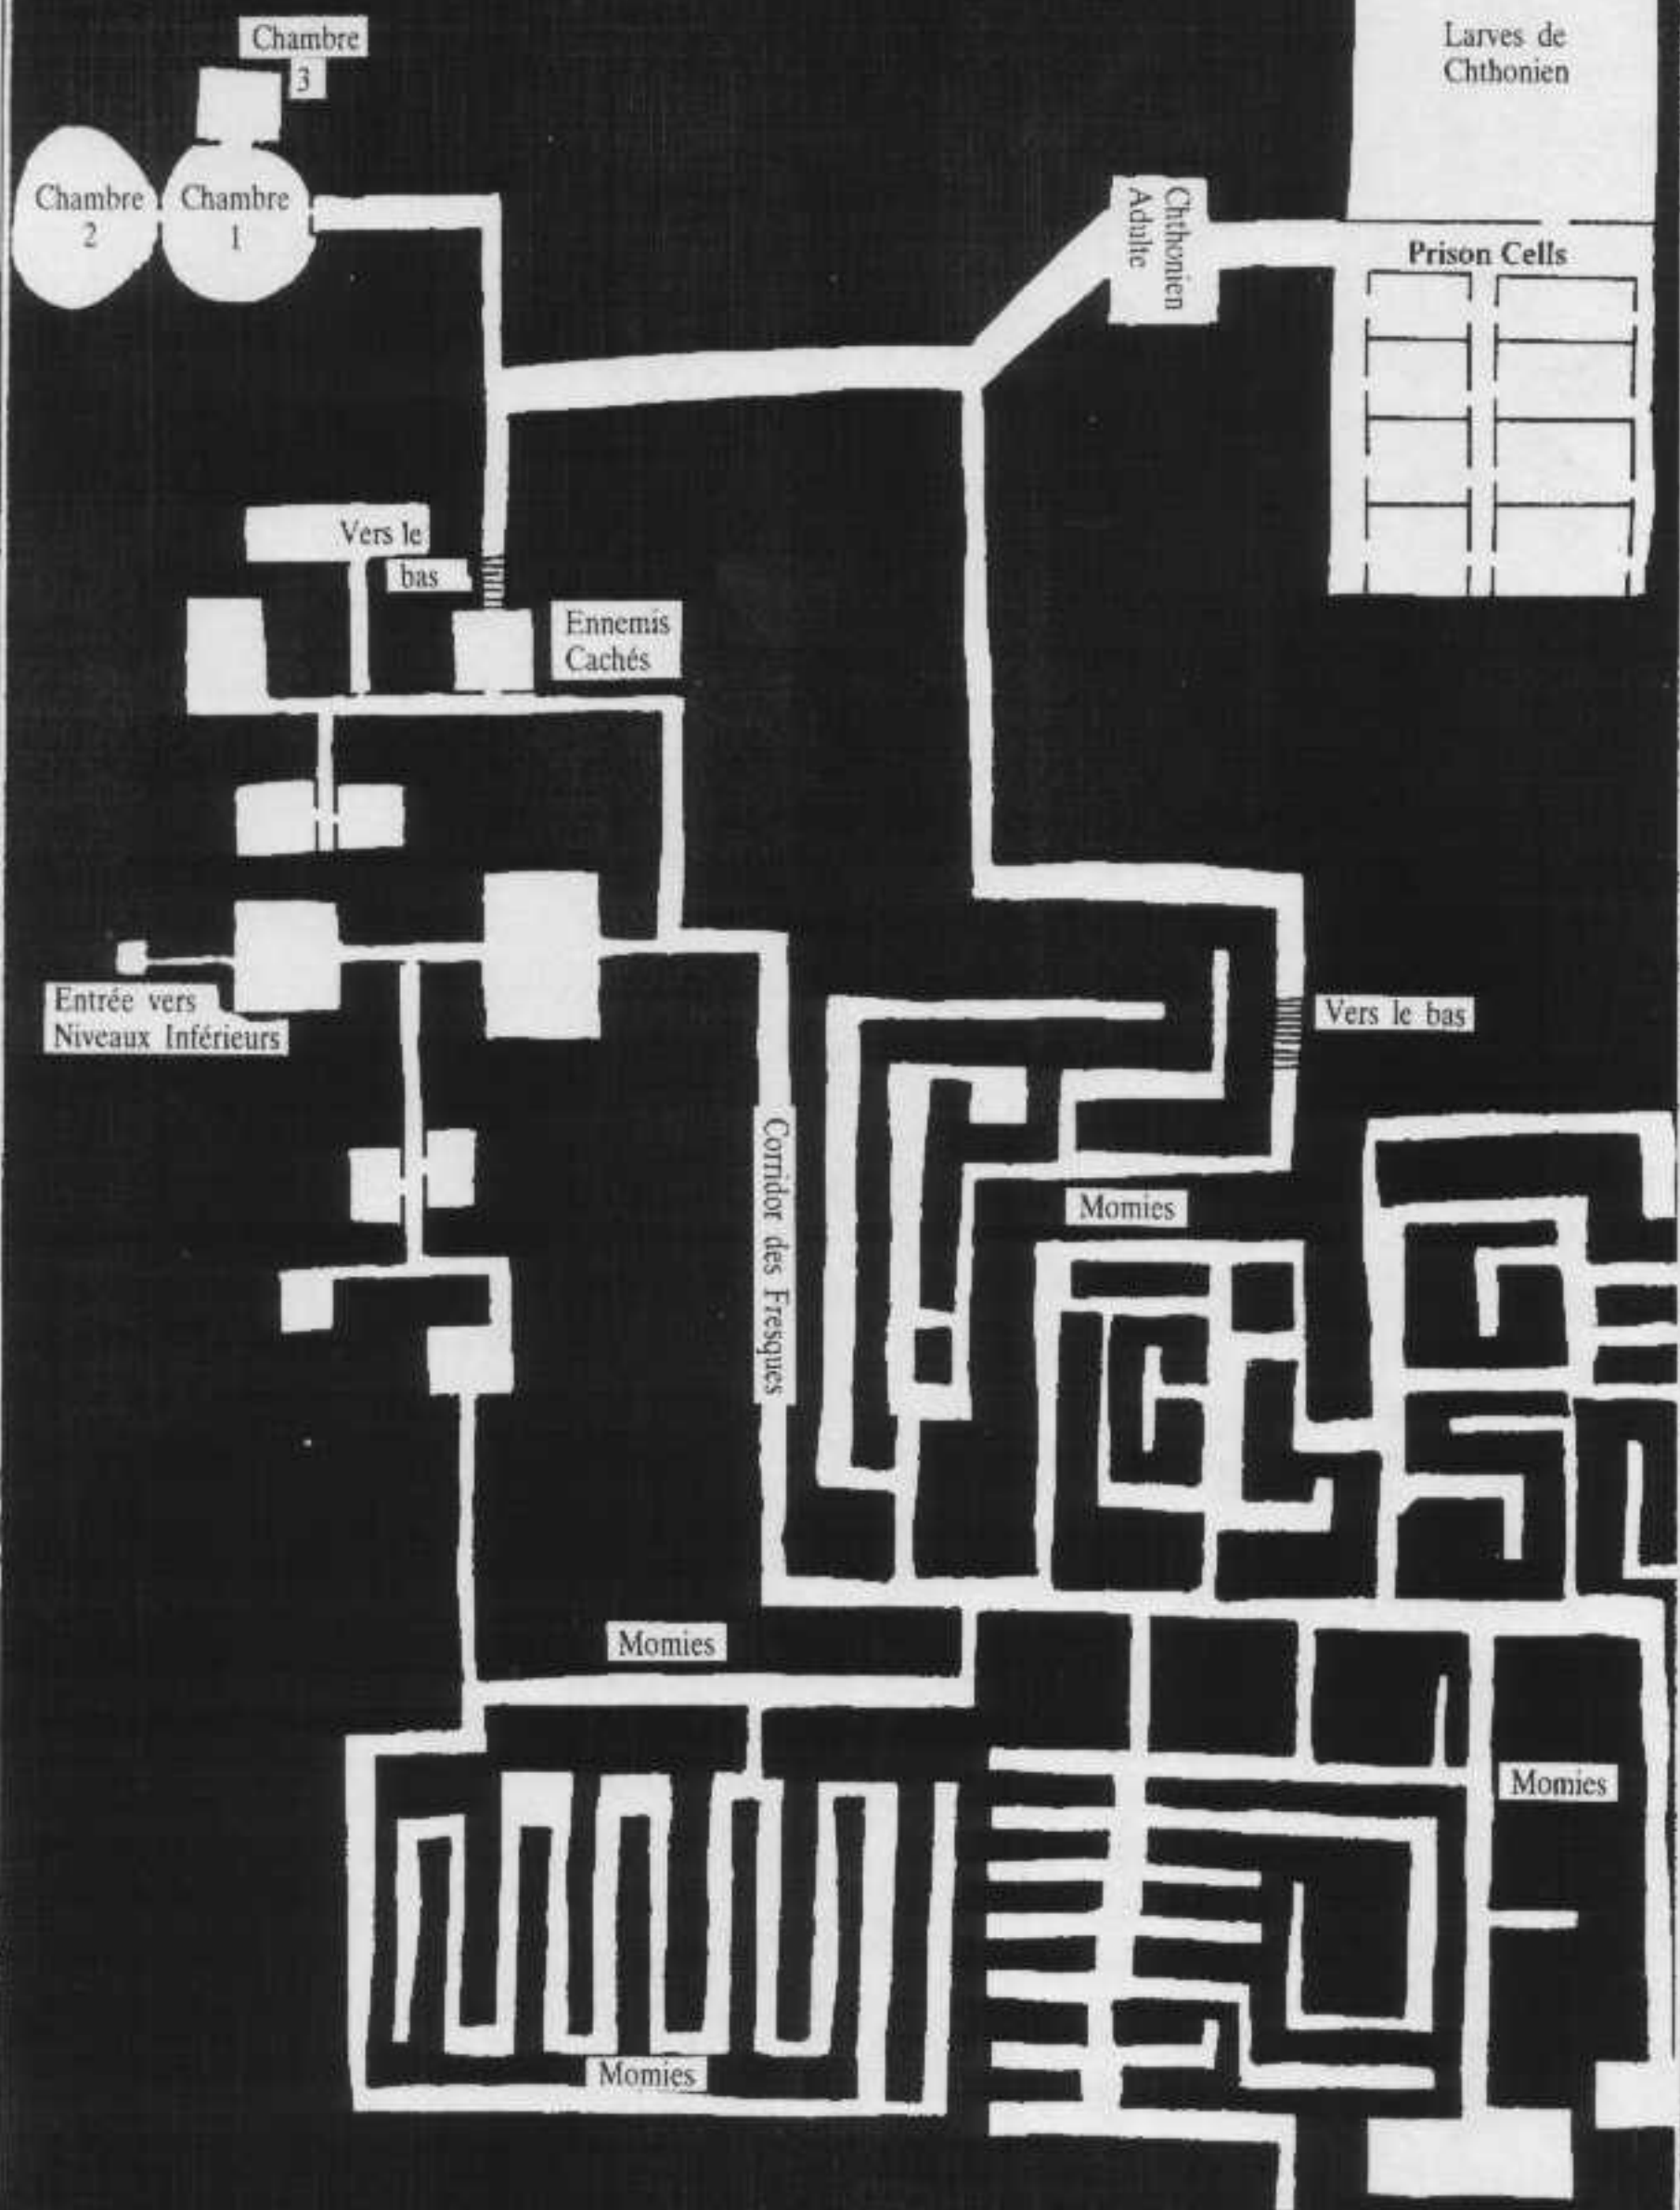 Chambre
3
Larves de
Chthonien
Chambre
2
Chambre
1
Chthonien
Adulte
Prison Cells
Vers le
bas
Ennemis
Cachés
Entrée vers
Niveaux Inférieurs
Vers le bas
Corridor des Fresques
Momies
Momies
Momies
Momies